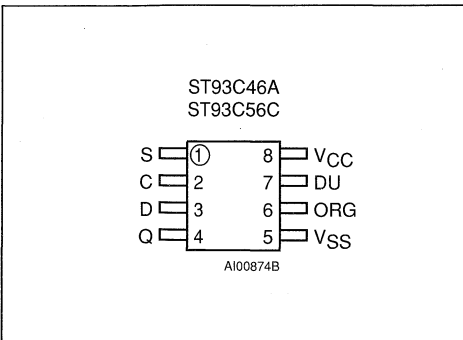 ST93C46A
ST93C56C
S 1 8 VCC
C 2 7 DU
D 3 6 ORG
Q 4 5 VSS
AI00874B